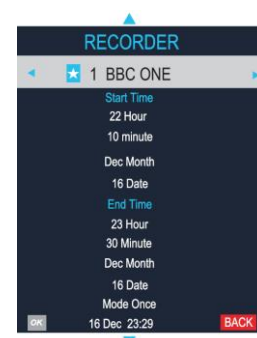 RECORDER
1 BBC ONE
Start Time
22 Hour
10 minute
Dec Month
16 Date
End Time
23 Hour
30 Minute
Dec Month
16 Date
Mode Once
OK 16 Dec 23:29 BACK